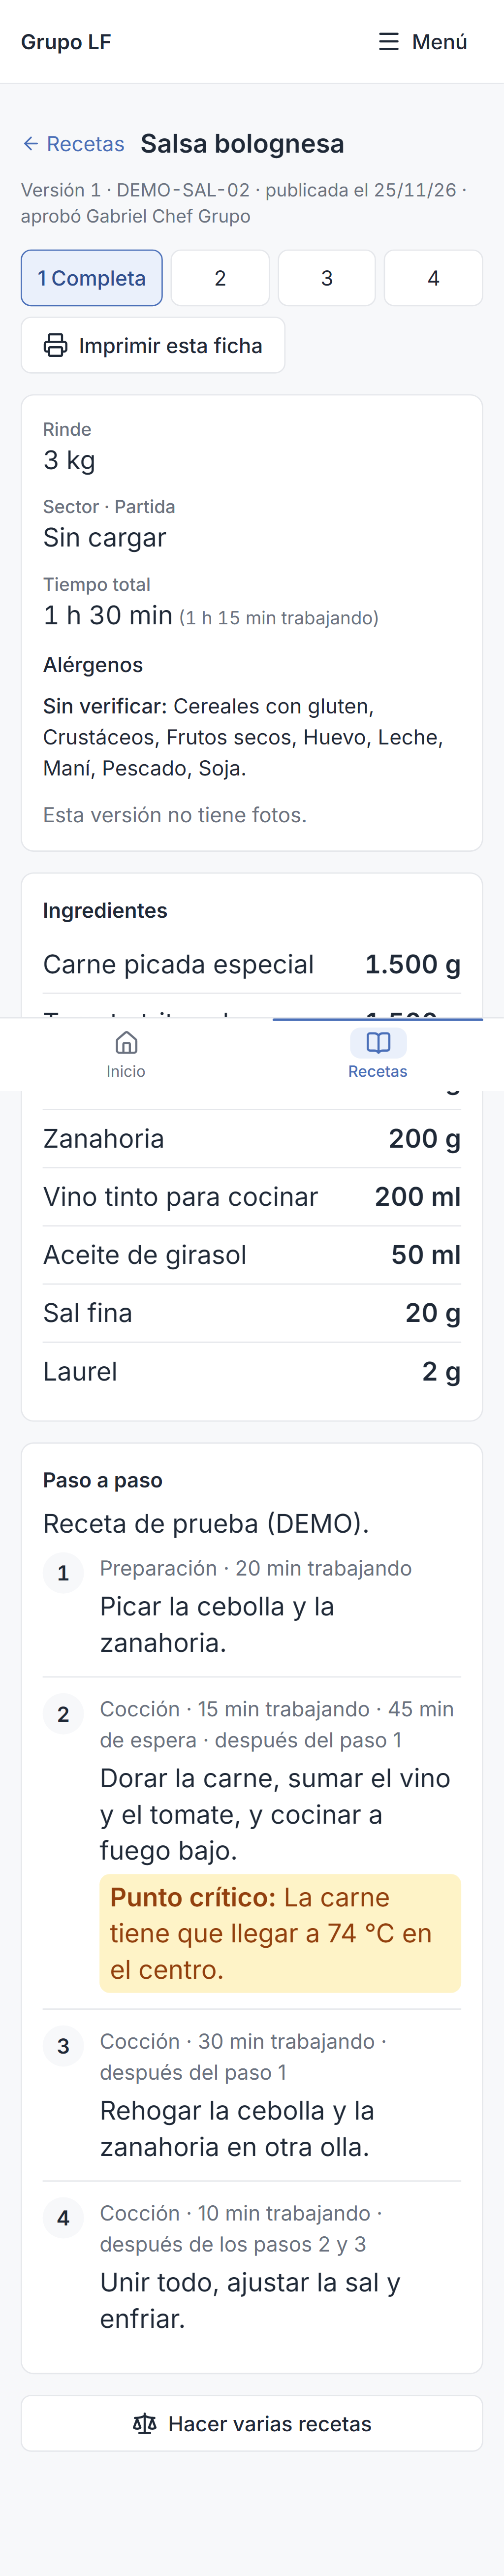 Grupo LF
Menú
Recetas
Salsa bolognesa
Versión 1 · DEMO-SAL-02 · publicada el 25/11/26 ·
aprobó Gabriel Chef Grupo
1 Completa
2
3
4
Imprimir esta ficha
Rinde
3 kg
Sector · Partida
Sin cargar
Tiempo total
1 h 30 min (1 h 15 min trabajando)
Alérgenos
Sin verificar: Cereales con gluten,
Crustáceos, Frutos secos, Huevo, Leche,
Maní, Pescado, Soja.
Esta versión no tiene fotos.
Ingredientes
Carne picada especial 1.500 g
Inicio
Recetas
g
Zanahoria 200 g
Vino tinto para cocinar 200 ml
Aceite de girasol 50 ml
Sal fina 20 g
Laurel 2 g
Paso a paso
Receta de prueba (DEMO).
1 Preparación · 20 min trabajando
Picar la cebolla y la
zanahoria.
2 Cocción · 15 min trabajando · 45 min
de espera · después del paso 1
Dorar la carne, sumar el vino
y el tomate, y cocinar a
fuego bajo.
Punto crítico: La carne
tiene que llegar a 74 °C en
el centro.
3 Cocción · 30 min trabajando ·
después del paso 1
Rehogar la cebolla y la
zanahoria en otra olla.
4 Cocción · 10 min trabajando ·
después de los pasos 2 y 3
Unir todo, ajustar la sal y
enfriar.
Hacer varias recetas